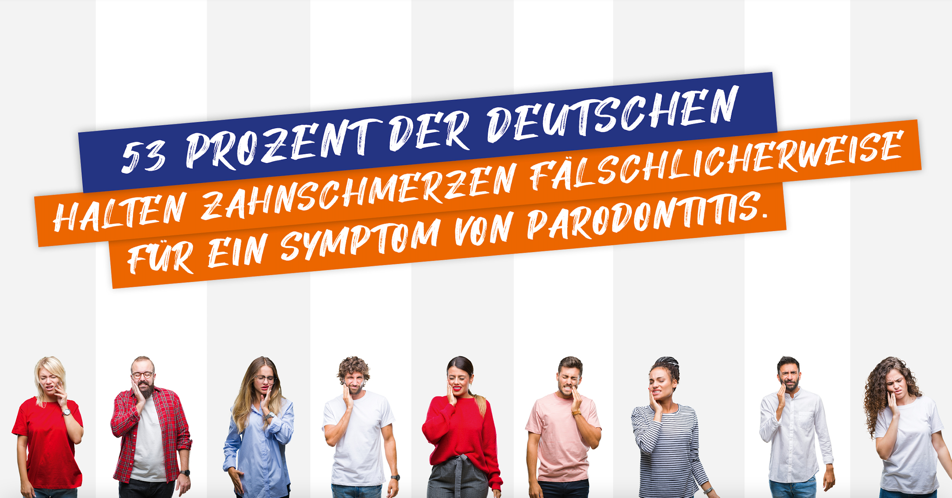 53 PROZENT DER DEUTSCHEN
HALTEN ZAHNSCHMERZEN FÄLSCHLICHERWEISE
FÜR EIN SYMPTOM VON PARODONTITIS.